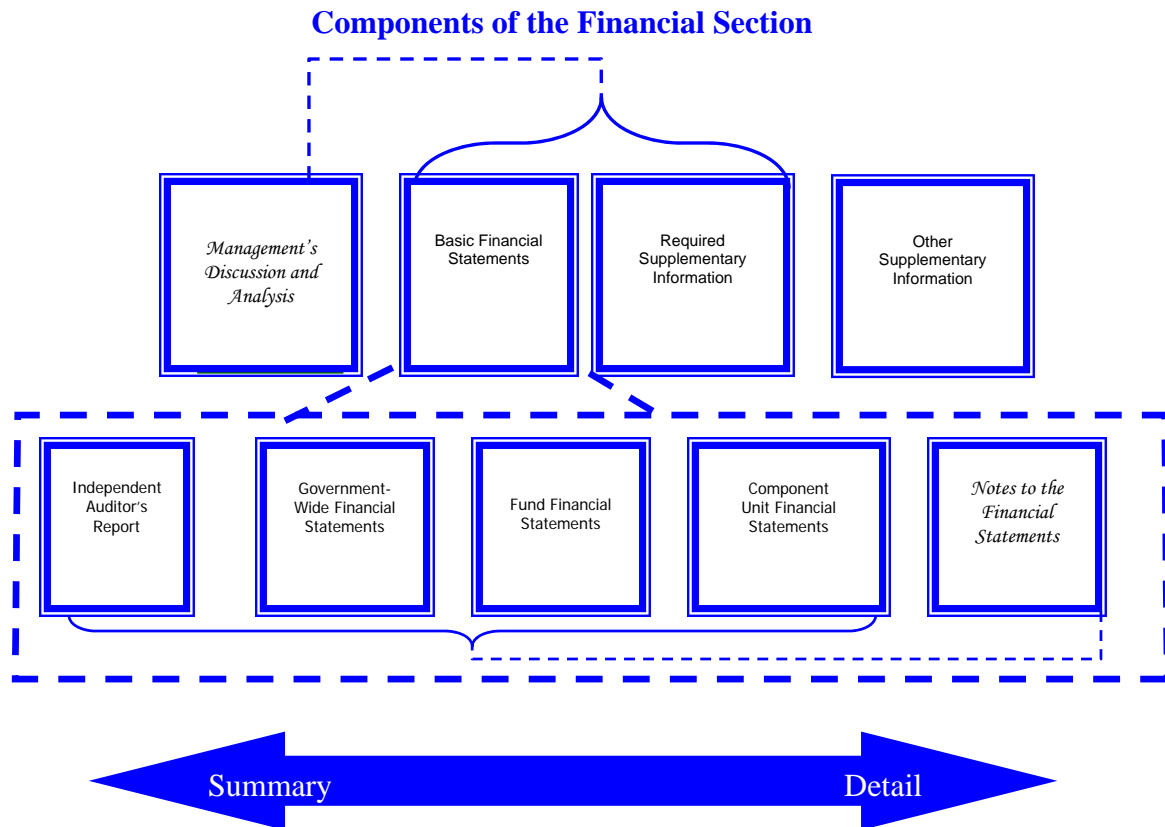 Components of the Financial Section
Management’s
Discussion and
Analysis
Basic Financial
Statements
Required
Supplementary
Information
Other
Supplementary
Information
Independent
Auditor’s
Report
Government-
Wide Financial
Statements
Fund Financial
Statements
Component
Unit Financial
Statements
Notes to the
Financial
Statements
Summary
Detail